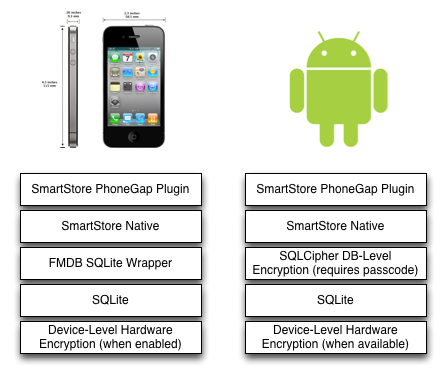 SmartStore PhoneGap Plugin
SmartStore Native
FMDB SQLite Wrapper
SQLite
Device-Level Hardware
Encryption (when enabled)
SmartStore PhoneGap Plugin
SmartStore Native
SQLCipher DB-Level
Encryption (requires passcode)
SQLite
Device-Level Hardware
Encryption (when available)